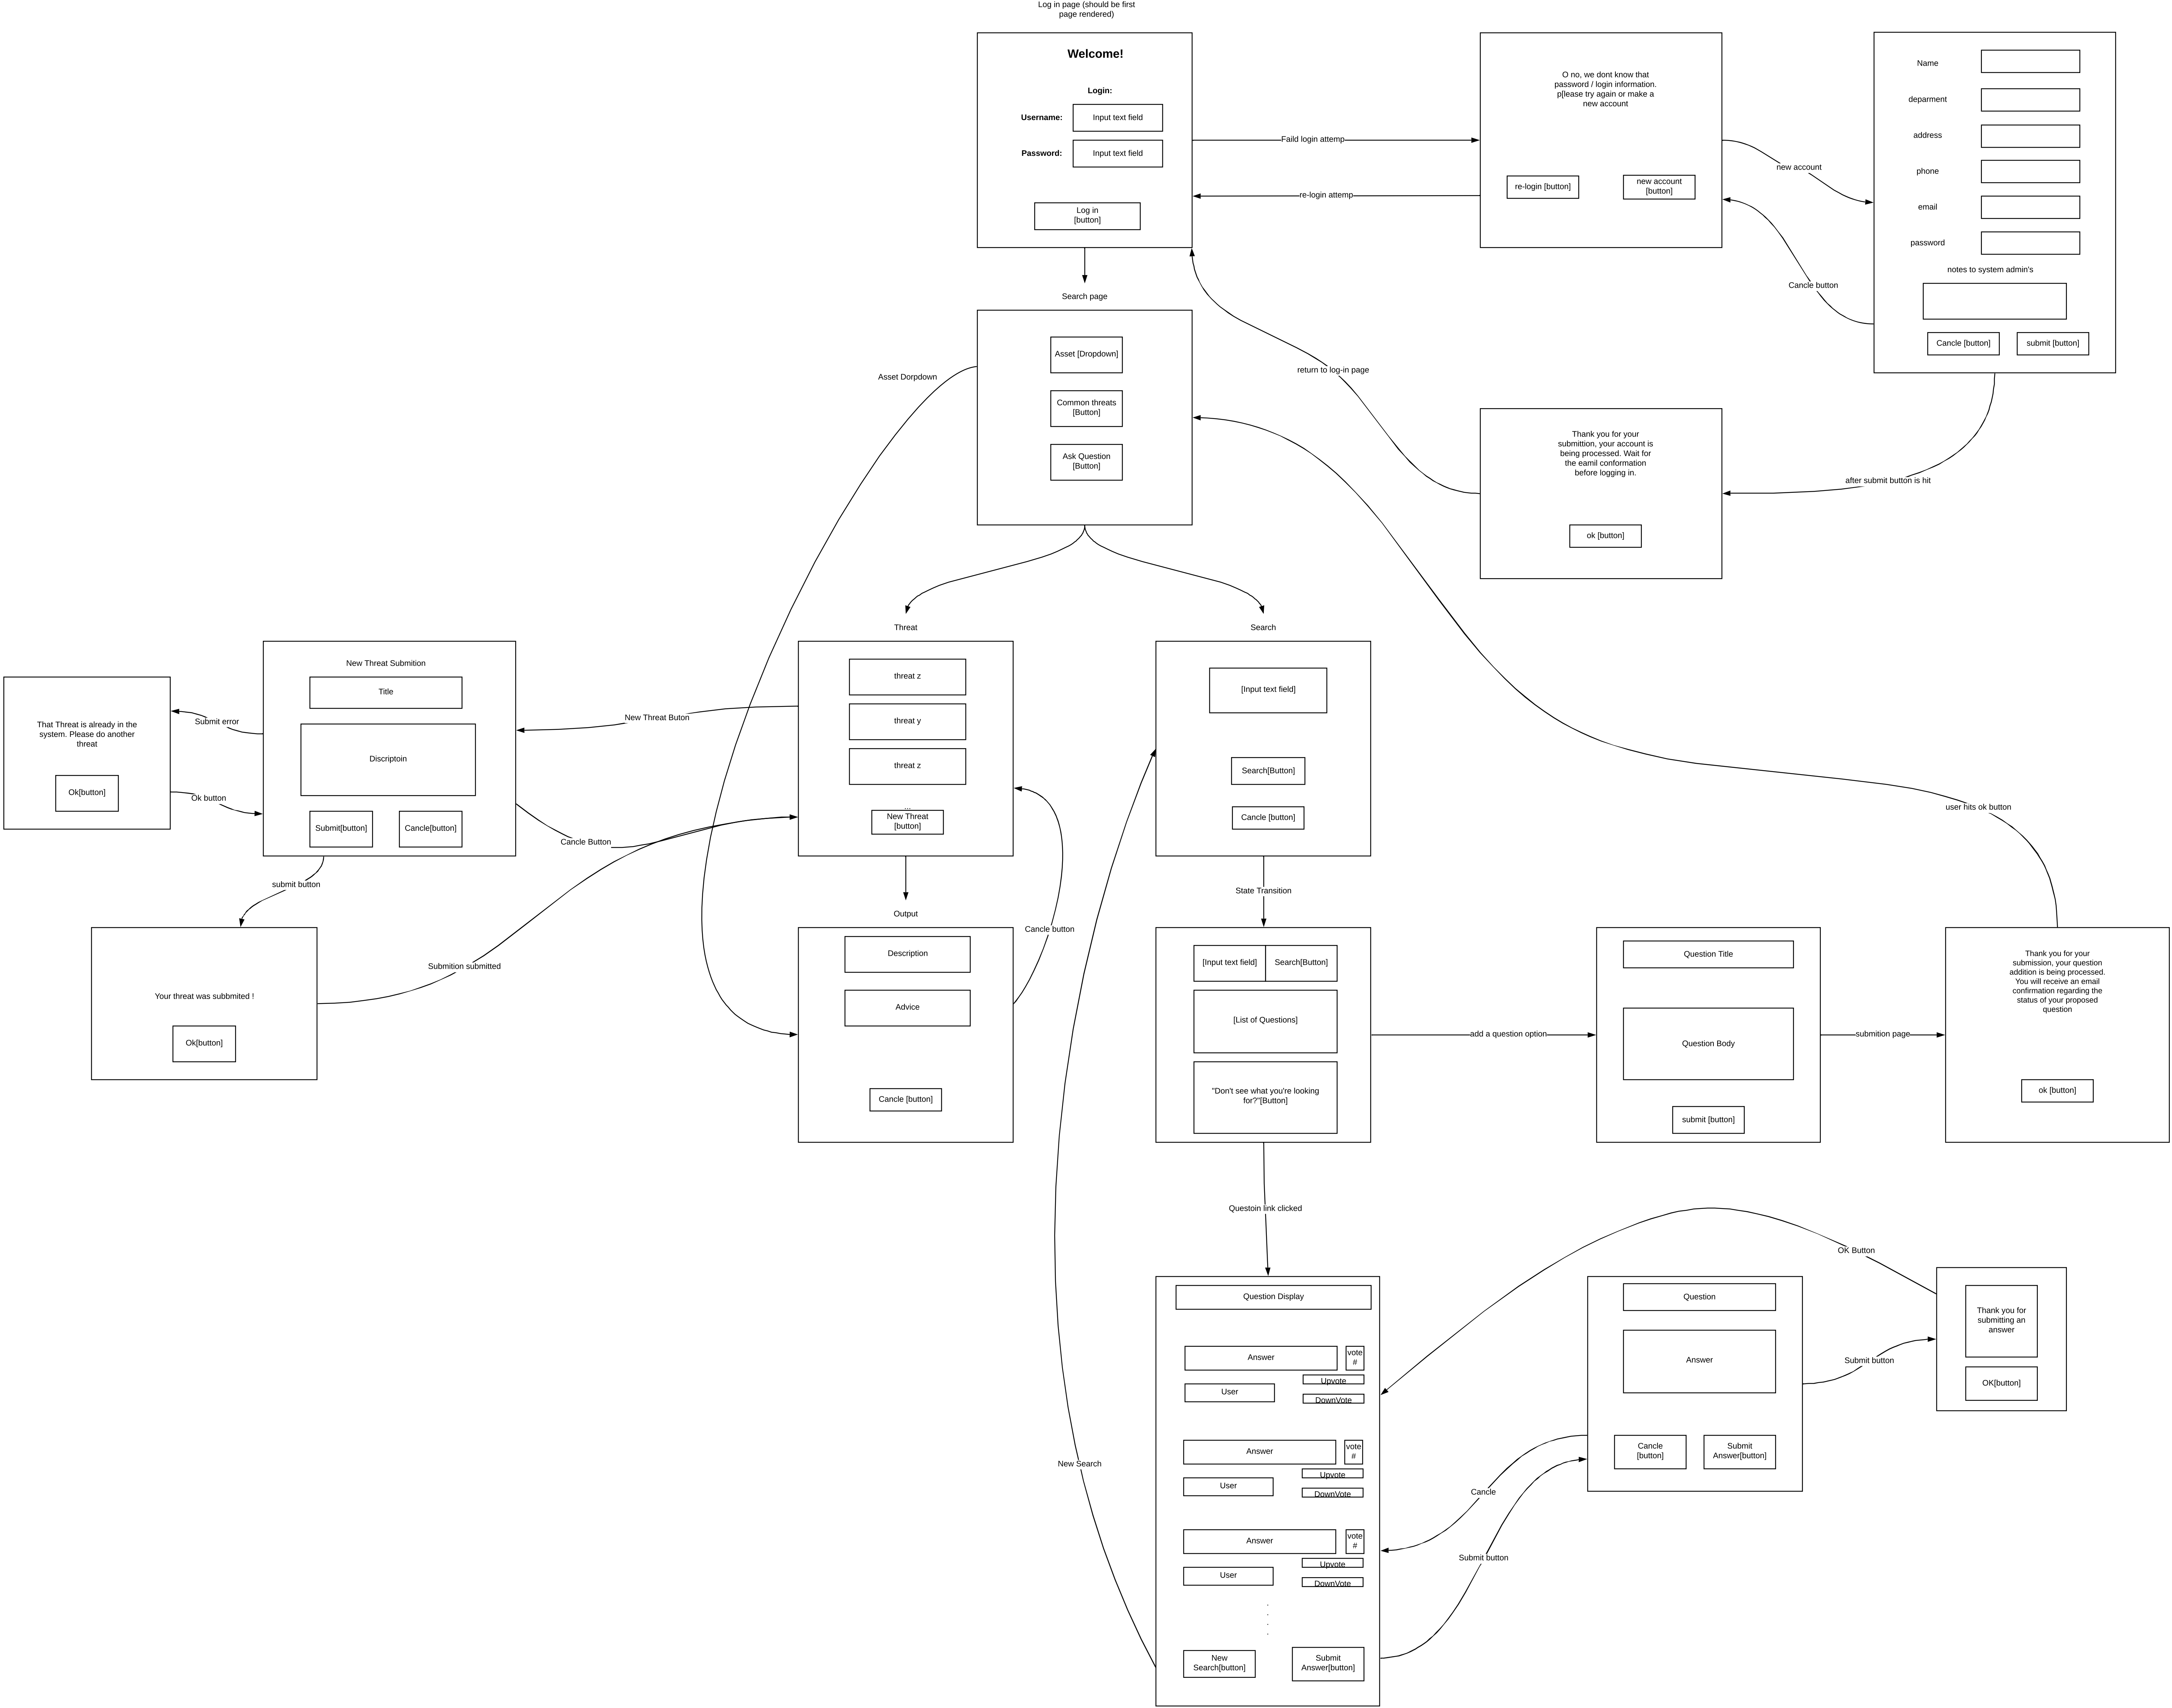 Log in page (should be first
page rendered)
Welcome!
Login:
Username:
Input text field
Password:
Input text field
Log in
[button]
Faild login attemp
re-login attemp
O no, we dont know that
password / login information.
p[lease try again or make a
new account
re-login [button]
new account
[button]
new account
Cancle button
Name
deparment
address
phone
email
password
notes to system admin's
Cancle [button]
submit [button]
Search page
Asset [Dropdown]
Common threats
[Button]
Ask Question
[Button]
Asset Dorpdown
return to log-in page
Thank you for your
submittion, your account is
being processed. Wait for
the eamil conformation
before logging in.
ok [button]
after submit button is hit
Threat
Search
That Threat is already in the
system. Please do another
threat
Ok[button]
Submit error
Ok button
New Threat Submition
Title
Discriptoin
Submit[button]
Cancle[button]
New Threat Buton
Cancle Button
threat z
threat y
threat z
...
New Threat
[button]
[Input text field]
Search[Button]
Cancle [button]
user hits ok button
submit button
State Transition
Output
Your threat was subbmited !
Ok[button]
Submition submitted
Description
Advice
Cancle [button]
Cancle button
[Input text field]
Search[Button]
[List of Questions]
"Don't see what you're looking
for?"[Button]
add a question option
Question Title
Question Body
submit [button]
submition page
Thank you for your
submission, your question
addition is being processed.
You will receive an email
confirmation regarding the
status of your proposed
question
ok [button]
Questoin link clicked
OK Button
Question Display
Answer
vote
#
Upvote
User
DownVote
Answer
vote
#
Upvote
User
DownVote
Answer
vote
#
Upvote
User
DownVote
.
.
.
.
New
Search[button]
Submit
Answer[button]
New Search
Cancle
Submit button
Question
Answer
Cancle
[button]
Submit
Answer[button]
Submit button
Thank you for
submitting an
answer
OK[button]